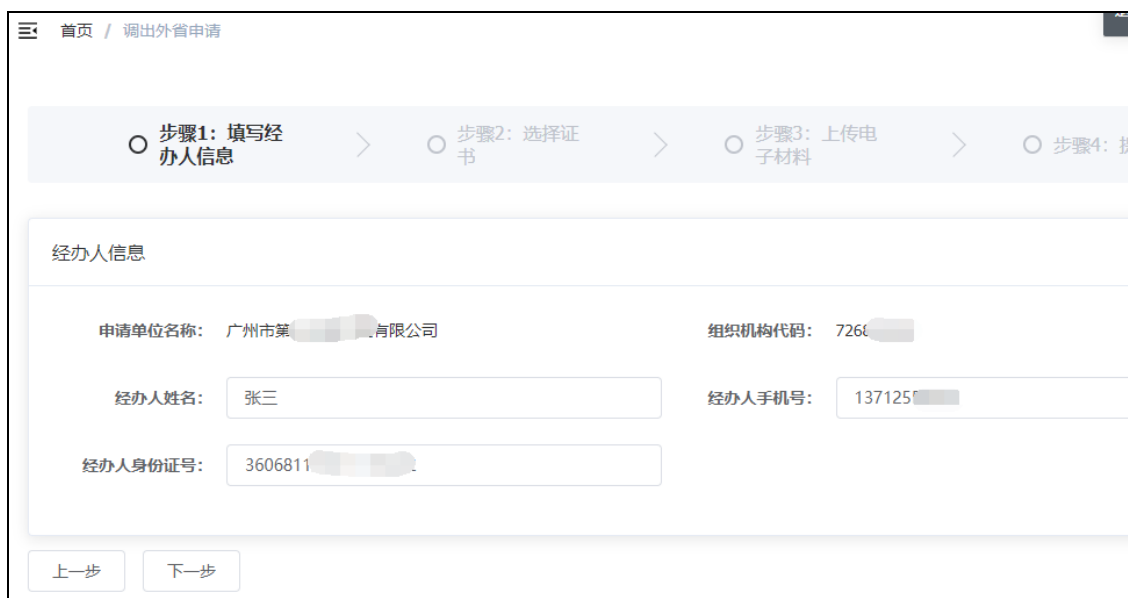 首页 / 调出外省申请
步骤1：填写经
办人信息
步骤2：选择证
书
步骤3：上传电
子材料
步骤4：
经办人信息
申请单位名称： 广州市第 有限公司 组织机构代码： 726
经办人姓名： 张三 经办人手机号： 137125
经办人身份证号： 3606811
上一步 下一步